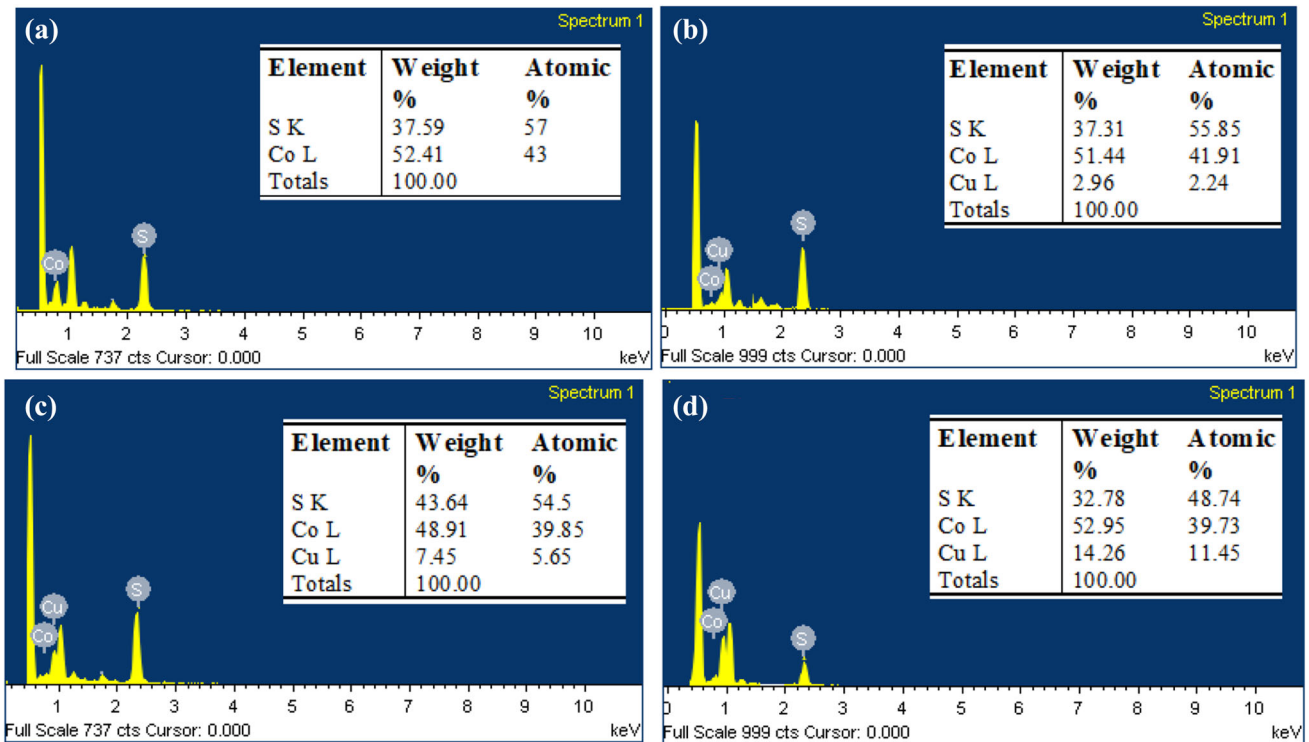 (a)
Spectrum 1
Element Weight Atomic
% %
S K 37.59 57
Co L 52.41 43
Totals 100.00
Co
S
1 2 3 4 5 6 7 8 9 10
Full Scale 737 cts Cursor: 0.000 keV
(b)
Spectrum 1
Element Weight Atomic
% %
S K 37.31 55.85
Co L 51.44 41.91
Cu L 2.96 2.24
Totals 100.00
Cu
Co
S
0 1 2 3 4 5 6 7 8 9 10
Full Scale 999 cts Cursor: 0.000 keV
(c)
Spectrum 1
Element Weight Atomic
% %
S K 43.64 54.5
Co L 48.91 39.85
Cu L 7.45 5.65
Totals 100.00
Cu
Co
S
1 2 3 4 5 6 7 8 9 10
Full Scale 737 cts Cursor: 0.000 keV
(d)
Spectrum 1
Element Weight Atomic
% %
S K 32.78 48.74
Co L 52.95 39.73
Cu L 14.26 11.45
Totals 100.00
Cu
Co
S
0 1 2 3 4 5 6 7 8 9 10
Full Scale 999 cts Cursor: 0.000 keV